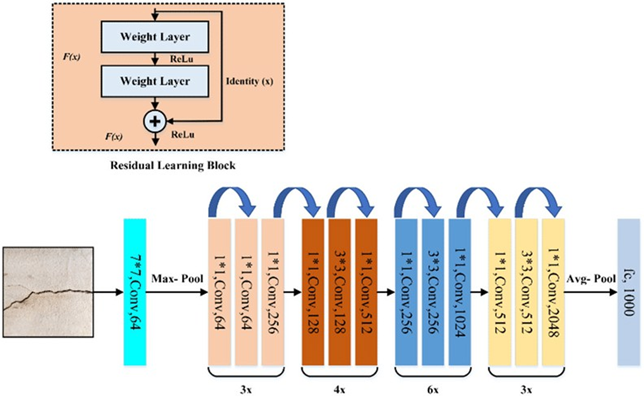 F(x)
Weight Layer
ReLu
Weight Layer
Identity (x)
+
F(x)
ReLu
Residual Learning Block
7*7,Conv,64
Max- Pool
1*1,Conv,64
1*1,Conv,64
1*1,Conv,256
1*1,Conv,128
3*3,Conv,128
1*1,Conv,512
1*1,Conv,256
3*3,Conv,256
1*1,Conv,1024
1*1,Conv,512
3*3,Conv,512
1*1,Conv,2048
Avg- Pool
fc, 1000
3x
4x
6x
3x